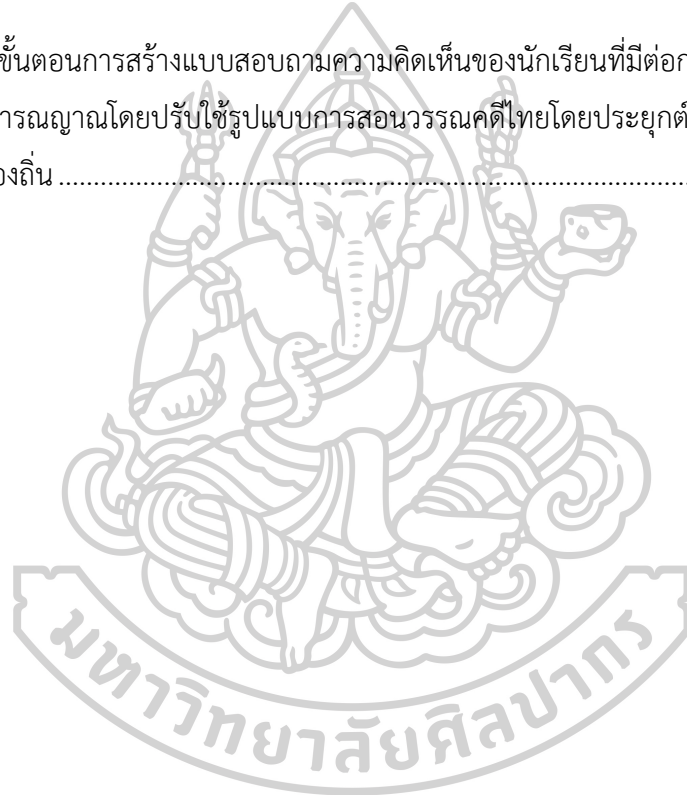 ขั้นตอนการสร้างแบบสอบถามความคิดเห็นของนักเรียนที่มีต่อก
ารณญาณโดยปรับใช้รูปแบบการสอนวรรณคดีไทยโดยประยุกต์
องถิ่น ........................................................................................................
มหาวิทยาลัยศิลปากร